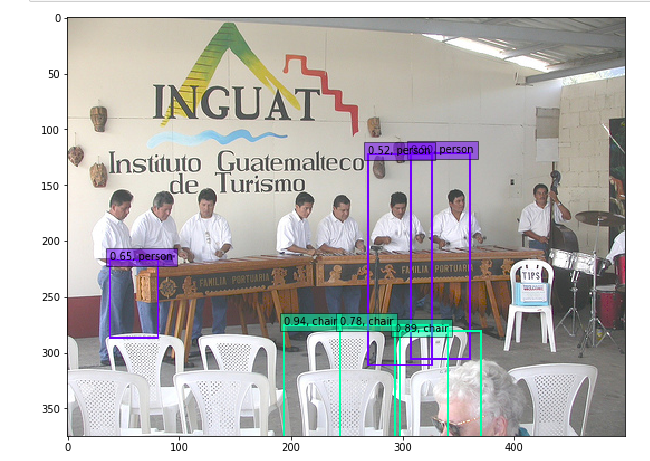 0
50
100
150
200
250
300
350
INGUAT
Instituto Guatemalteco
de Turismo
0.52, person
person
0.65, person
FAMILIA PORTUARIA
FAMILIA PORTUARIA
TIPS
0.94, chair
0.78, chair
0.89, chair
0 100 200 300 400